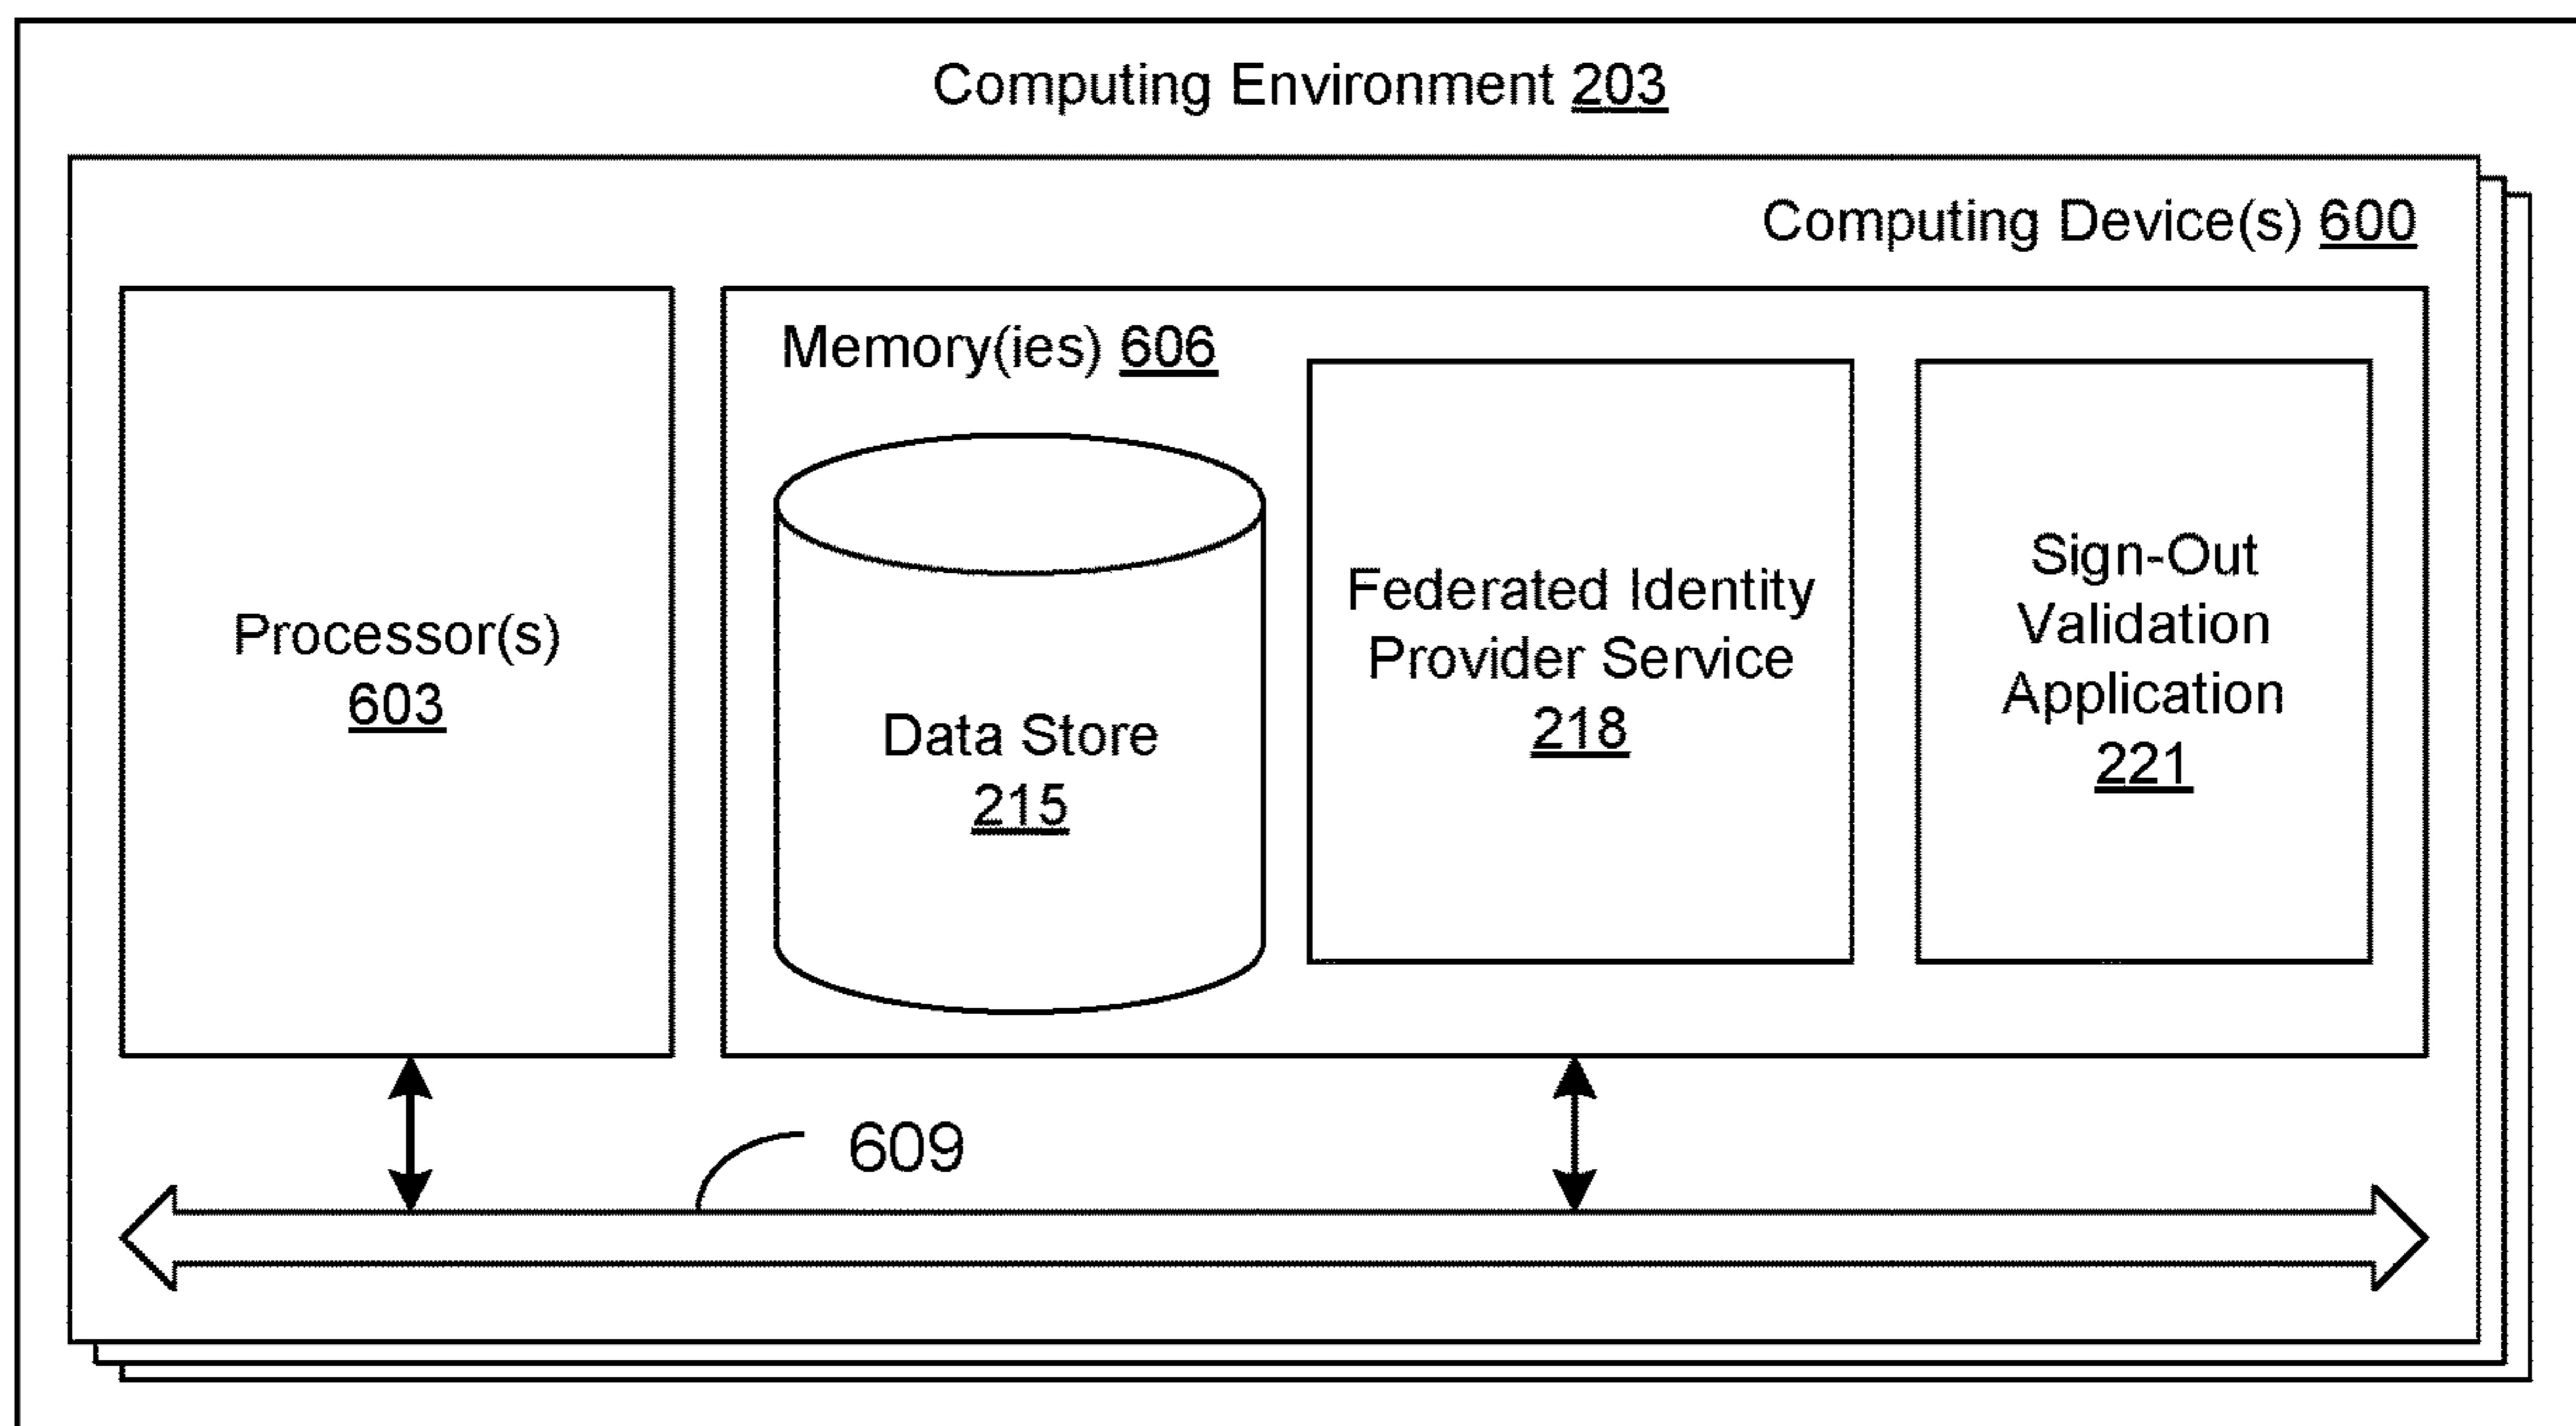 Computing Environment 203
Computing Device(s) 600
Processor(s)
603
Memory(ies) 606
Data Store
215
Federated Identity
Provider Service
218
Sign-Out
Validation
Application
221
609